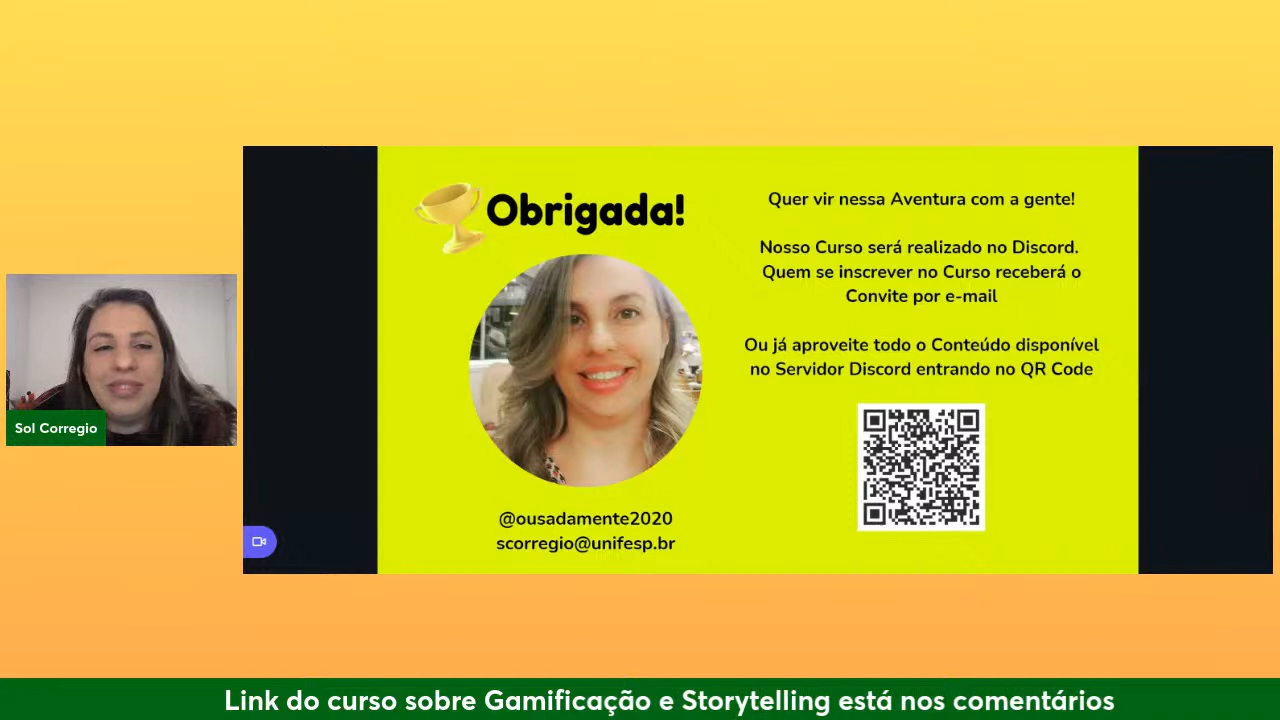 Obrigada!
@ousadamente2020
scorregio@unifesp.br
Quer vir nessa Aventura com a gente!
Nosso Curso será realizado no Discord.
Quem se inscrever no Curso receberá o
Convite por e-mail
Ou já aproveite todo o Conteúdo disponível
no Servidor Discord entrando no QR Code
Sol Corregio
Link do curso sobre Gamificação e Storytelling está nos comentários